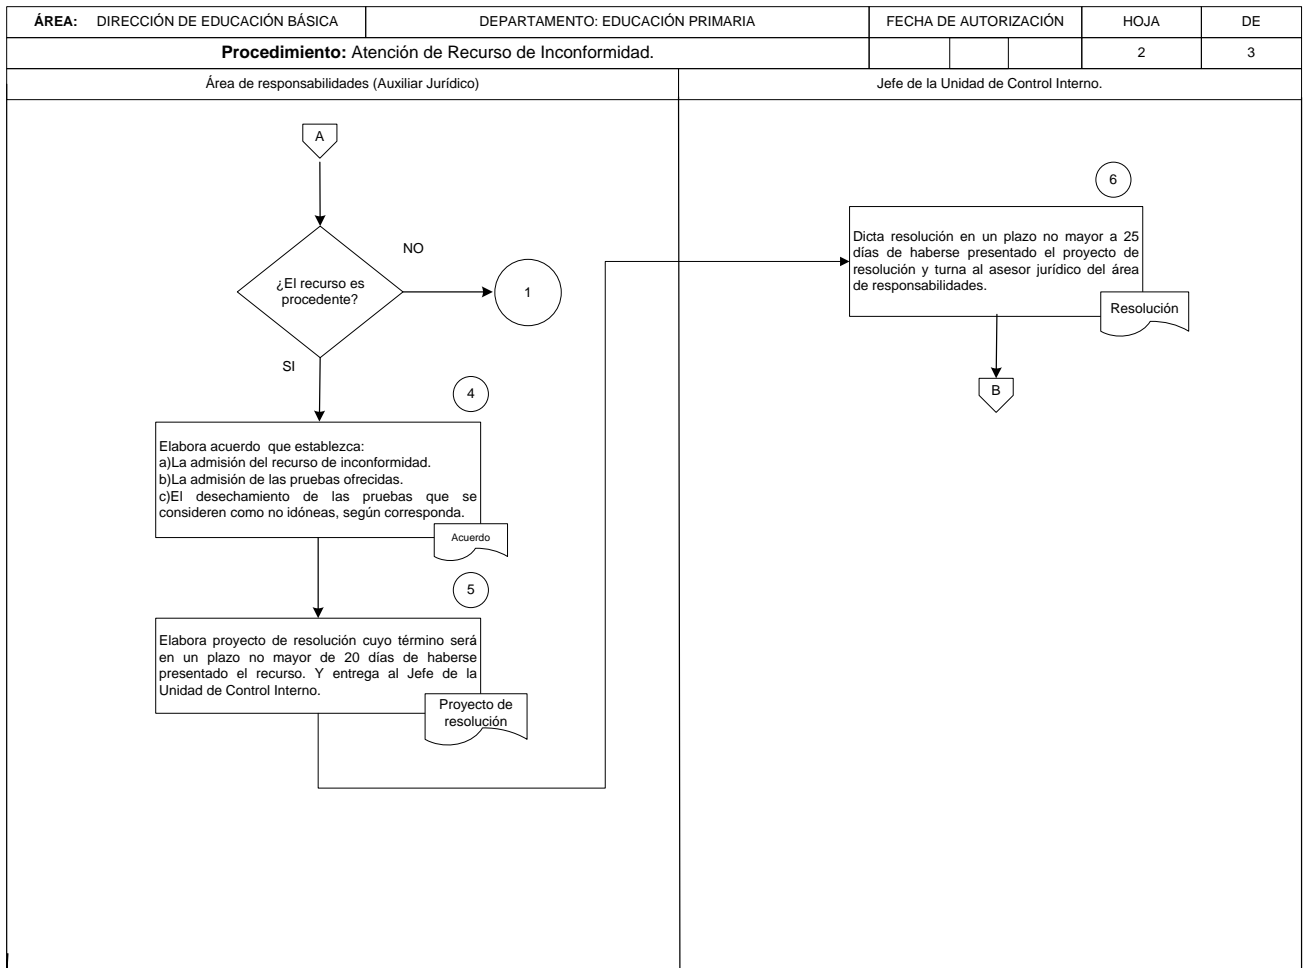 ÁREA: DIRECCIÓN DE EDUCACIÓN BÁSICA
DEPARTAMENTO: EDUCACIÓN PRIMARIA
FECHA DE AUTORIZACIÓN
HOJA
DE
Procedimiento: Atención de Recurso de Inconformidad.
2
3
Área de responsabilidades (Auxiliar Jurídico)
Jefe de la Unidad de Control Interno.
A
¿El recurso es
procedente?
NO
1
SI
4
Elabora acuerdo que establezca:
a)La admisión del recurso de inconformidad.
b)La admisión de las pruebas ofrecidas.
c)El desechamiento de las pruebas que se
consideren como no idóneas, según corresponda.
Acuerdo
5
Elabora proyecto de resolución cuyo término será
en un plazo no mayor de 20 días de haberse
presentado el recurso. Y entrega al Jefe de la
Unidad de Control Interno.
Proyecto de
resolución
6
Dicta resolución en un plazo no mayor a 25
días de haberse presentado el proyecto de
resolución y turna al asesor jurídico del área
de responsabilidades.
Resolución
B